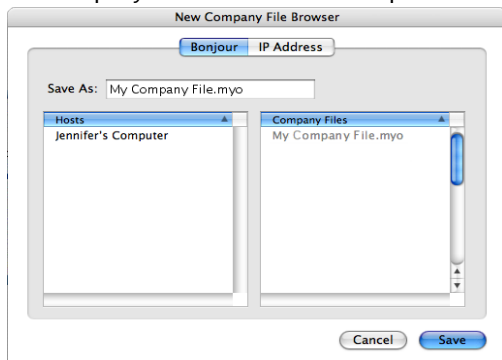 New Company File Browser
Bonjour IP Address
Save As: My Company File.myo
Hosts Company Files
Jennifer's Computer My Company File.myo
Cancel Save